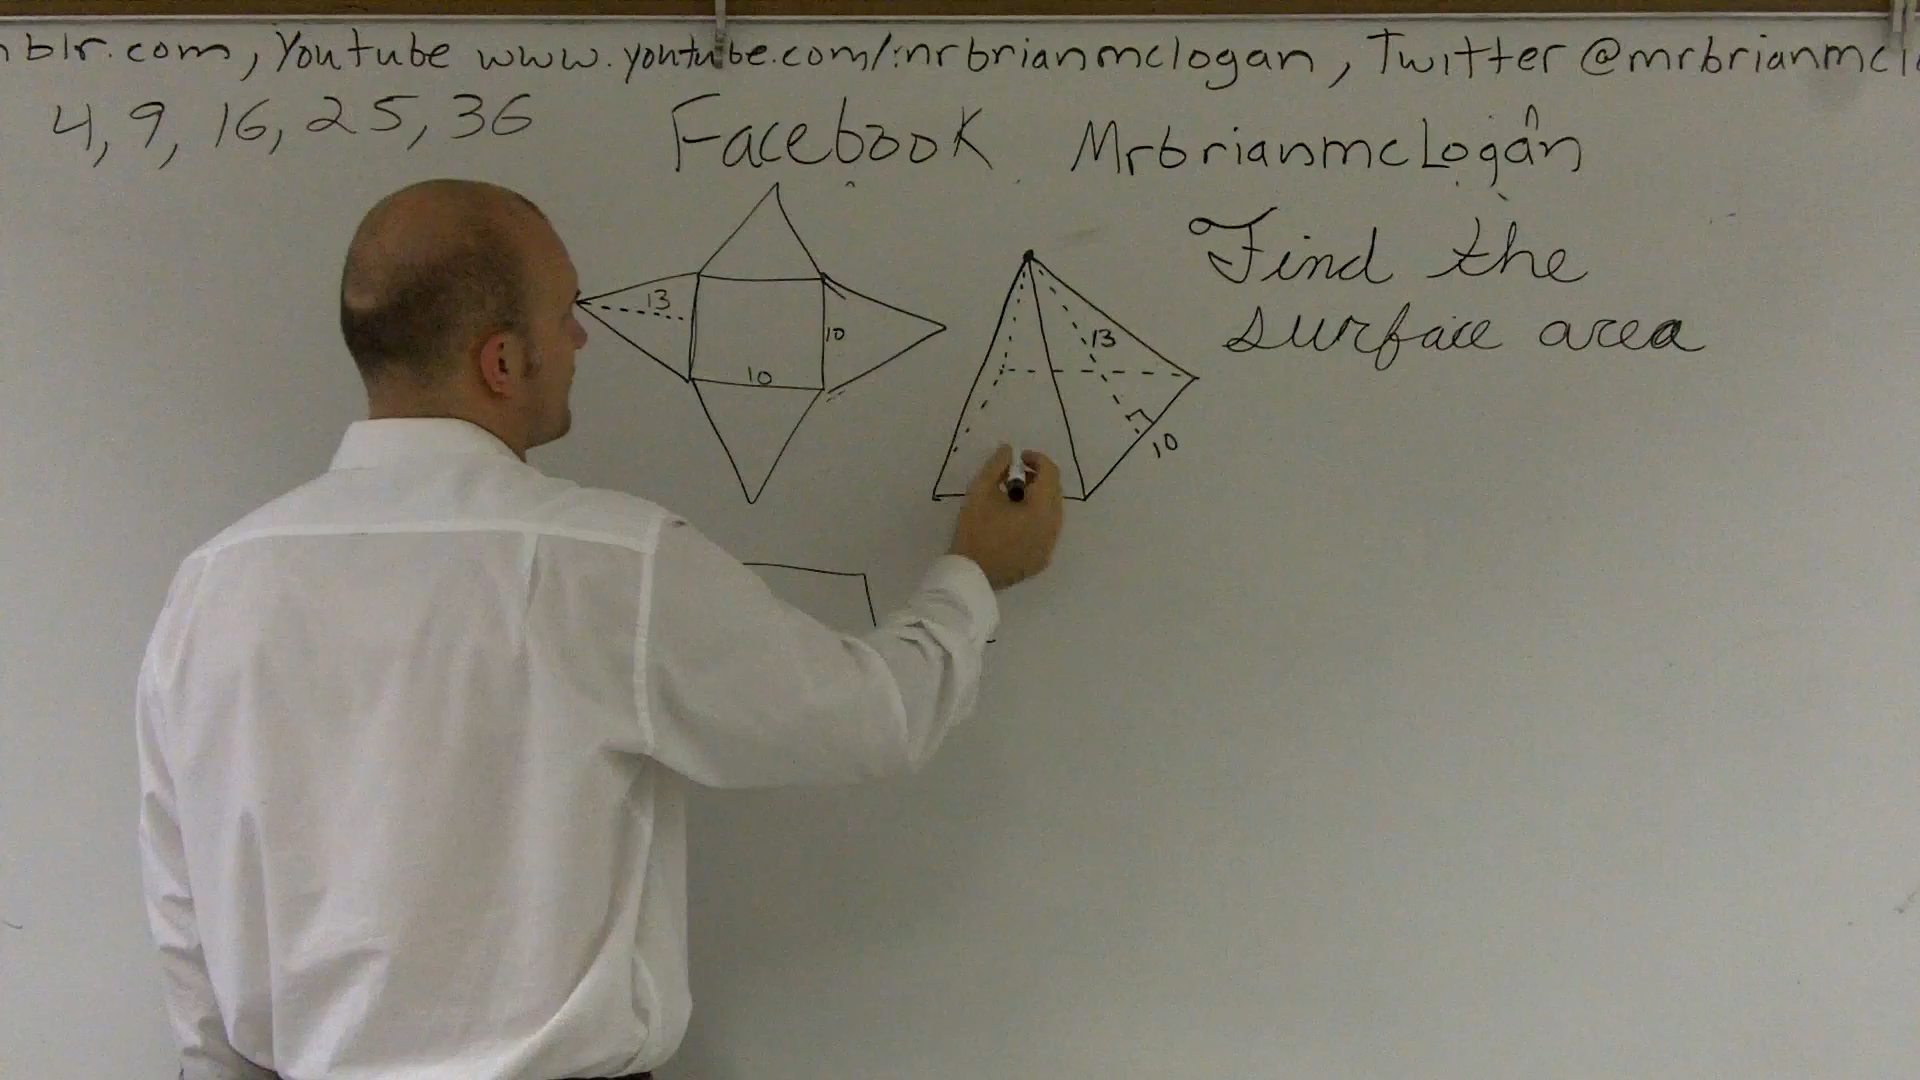 blr.com, Youtube www.youtube.com/mrbrianmclogan, Twitter @mrbrianmcl
4, 9, 16, 25, 36
Facebook MrbrianmcLogan
Find the
surface area
13
10
10
13
10